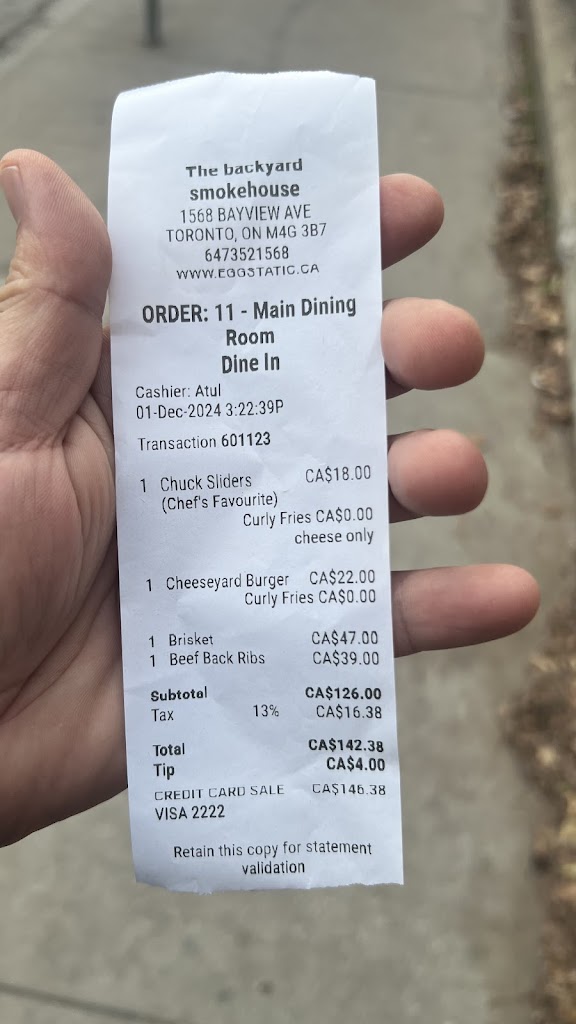 The backyard
smokehouse
1568 BAYVIEW AVE
TORONTO, ON M4G 3B7
6473521568
WWW.EGGSTATIC.CA
ORDER: 11 - Main Dining
Room
Dine In
Cashier: Atul
01-Dec-2024 3:22:39P
Transaction 601123
1 Chuck Sliders CA$18.00
(Chef's Favourite)
Curly Fries CA$0.00
cheese only
1 Cheeseyard Burger CA$22.00
Curly Fries CA$0.00
1 Brisket CA$47.00
1 Beef Back Ribs CA$39.00
Subtotal CA$126.00
Tax 13% CA$16.38
Total CA$142.38
Tip CA$4.00
CREDIT CARD SALE CA$146.38
VISA 2222
Retain this copy for statement
validation